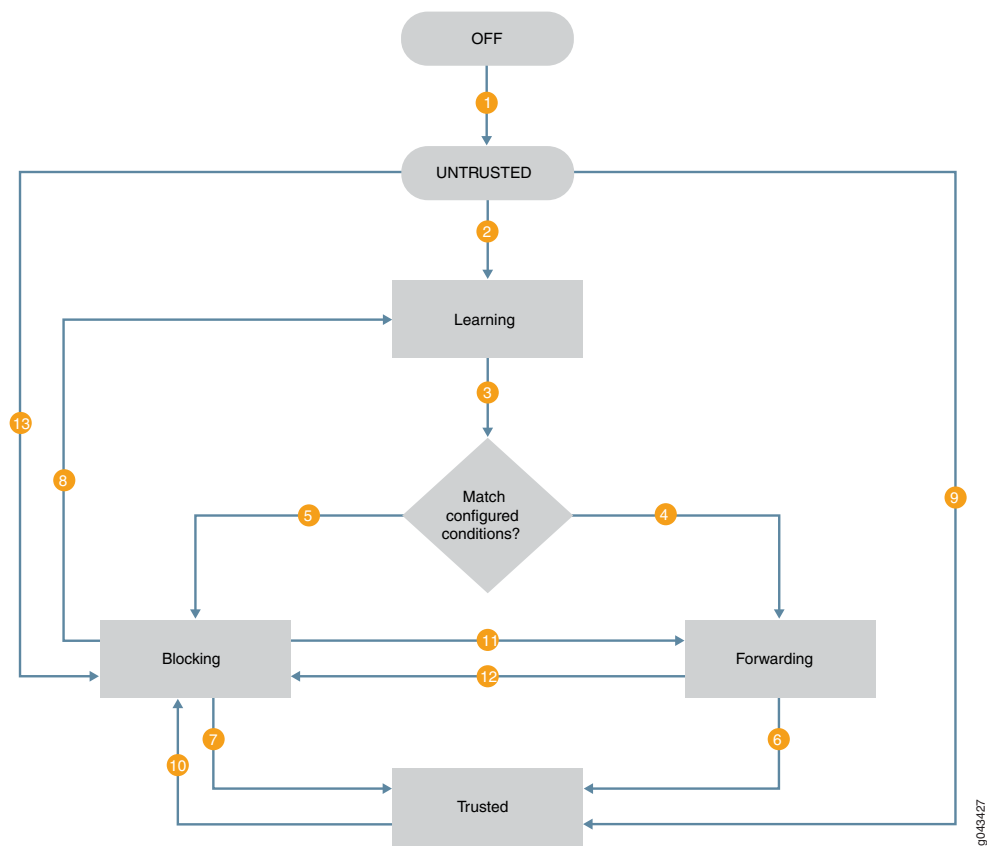 OFF
1
UNTRUSTED
2
Learning
3
13
8
9
Match
configured
conditions?
5
4
Blocking
11
12
Forwarding
7
10
6
Trusted
g043427